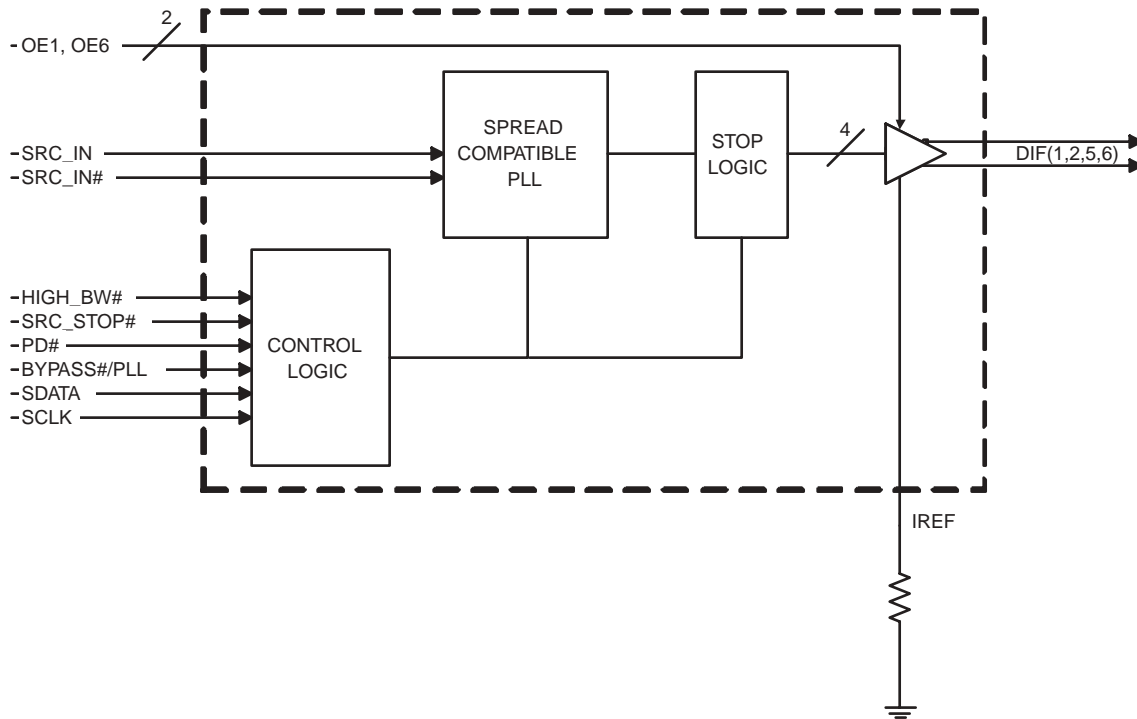 2
OE1, OE6
SPREAD
COMPATIBLE
PLL
STOP
LOGIC
4
DIF(1,2,5,6)
SRC_IN
SRC_IN#
HIGH_BW#
SRC_STOP#
PD#
BYPASS#/PLL
SDATA
SCLK
CONTROL
LOGIC
IREF